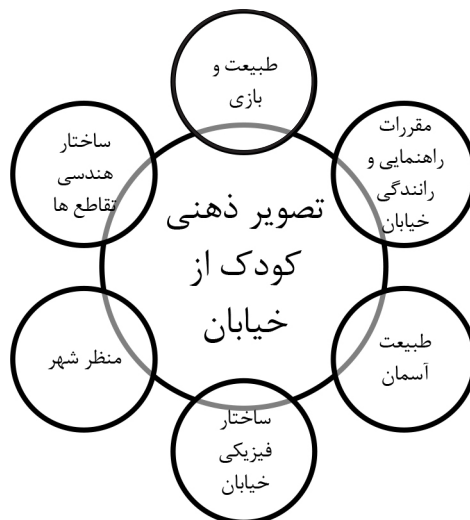 طبیعت و
بازی
مقررات
راهنمایی و
رانندگی
خیابان
طبیعت
آسمان
ساختار
فیزیکی
خیابان
منظر شهر
ساختار
هندسی
تقاطع ها
تصویر ذهنی
کودک از
خیابان